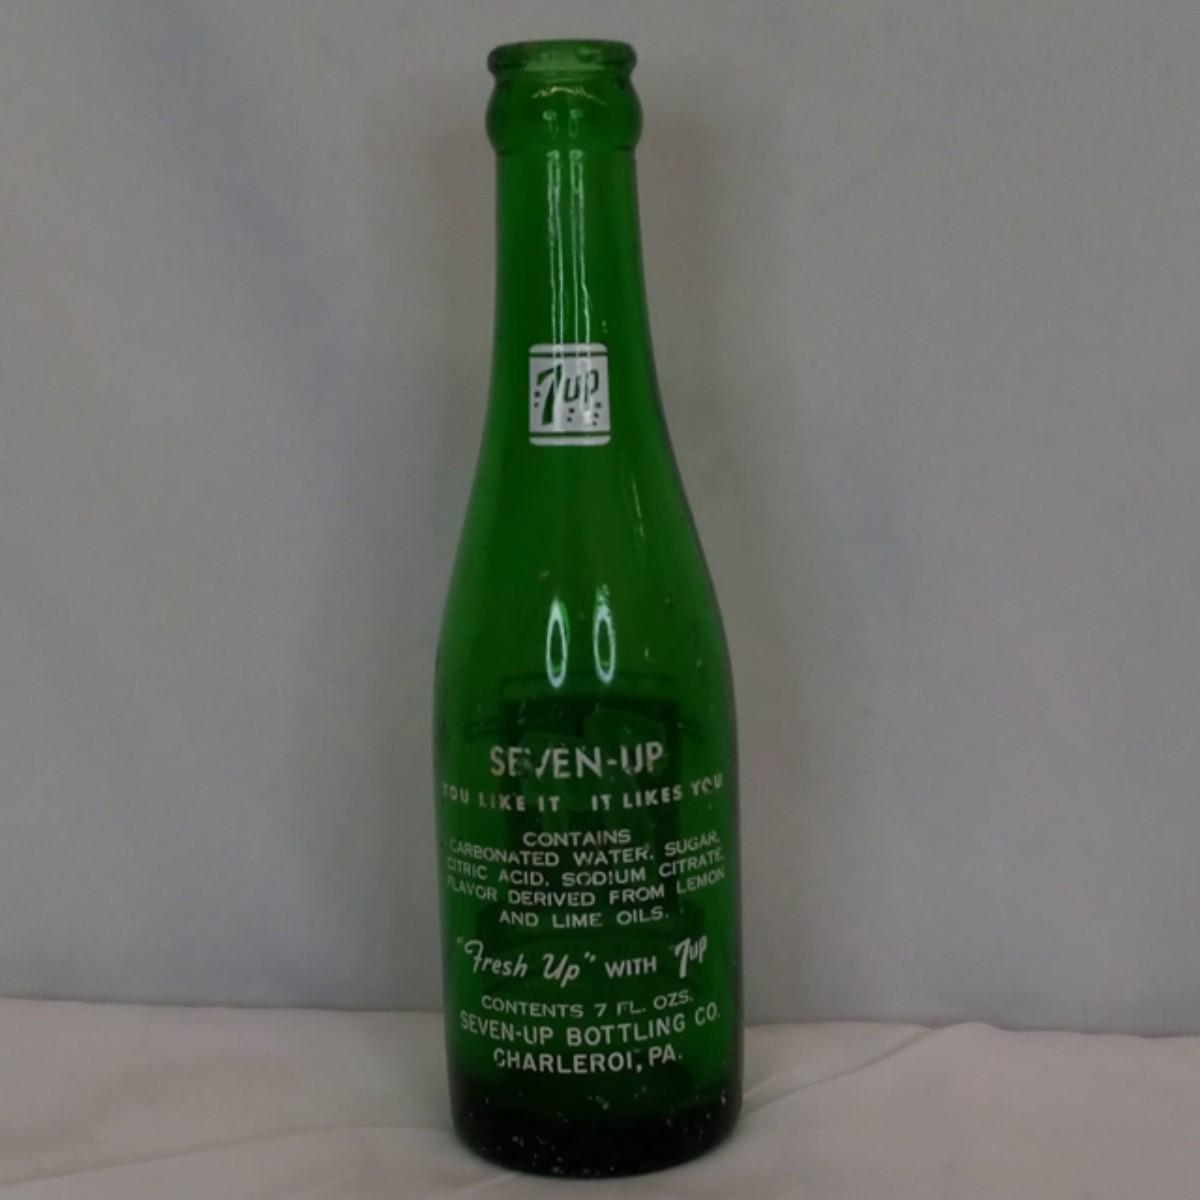 7up
SEVEN-UP
YOU LIKE IT IT LIKES YOU
CONTAINS
CARBONATED WATER, SUGAR,
CITRIC ACID, SODIUM CITRATE,
FLAVOR DERIVED FROM LEMON
AND LIME OILS.
"Fresh Up" WITH 7up
CONTENTS 7 FL. OZS.
SEVEN-UP BOTTLING CO.
CHARLEROI, PA.